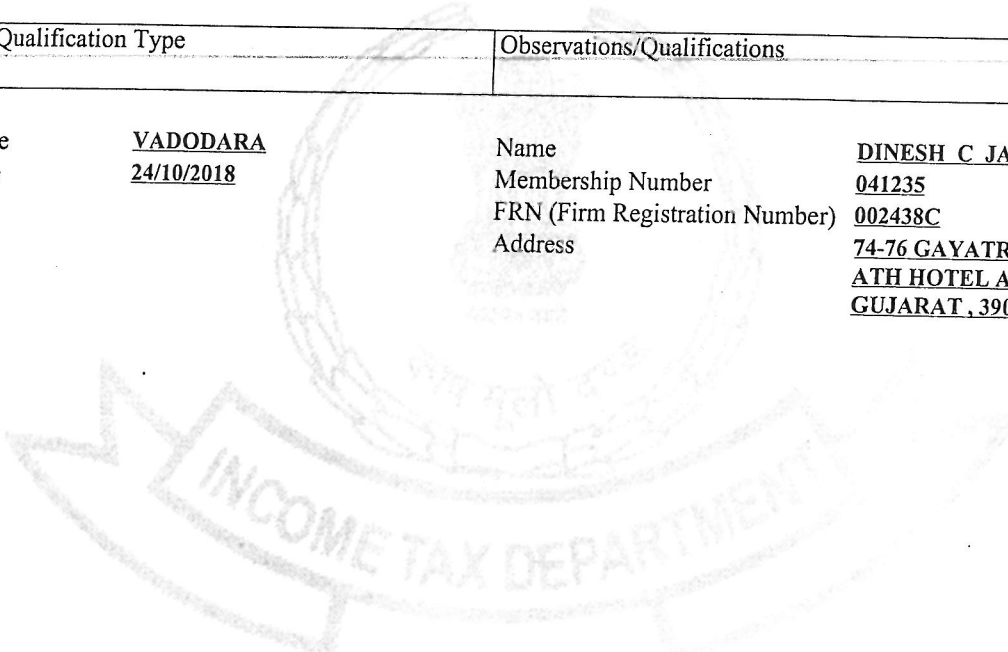 Qualification Type Observations/Qualifications
e VADODARA Name DINESH C JA
24/10/2018 Membership Number 041235
FRN (Firm Registration Number) 002438C
Address 74-76 GAYATR
ATH HOTEL A
GUJARAT , 390
INCOME TAX DEPARTMENT